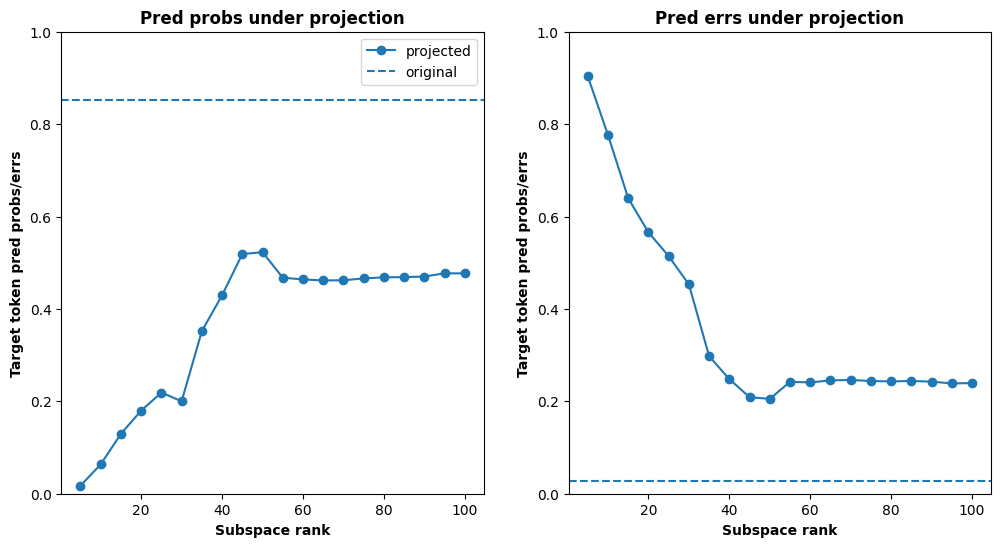 Pred probs under projection
Target token pred probs/errs
1.0
0.8
0.6
0.4
0.2
0.0
projected
original
20
40
60
80
100
Subspace rank
Pred errs under projection
Target token pred probs/errs
1.0
0.8
0.6
0.4
0.2
0.0
20
40
60
80
100
Subspace rank